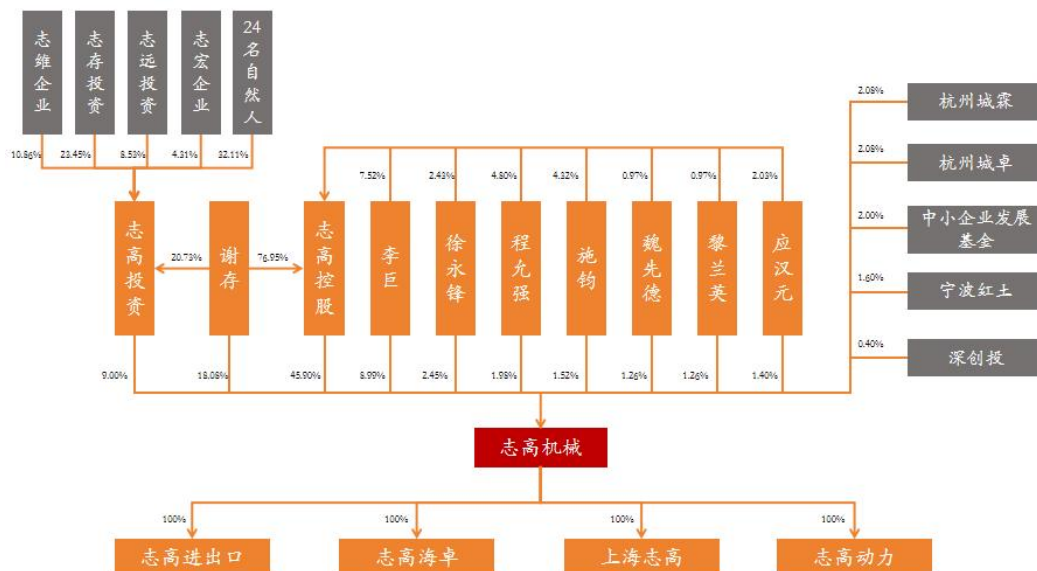 志雄企业
志存投资
志远投资
志宏企业
24名自然人
10.86%
23.45%
8.53%
4.31%
32.11%
7.52%
2.43%
4.80%
4.32%
0.97%
0.97%
2.03%
2.08%
杭州城霖
2.08%
杭州城卓
2.00%
中小企业发展
基金
1.60%
宁波红土
0.40%
深创投
志高投资
20.73%
谢存
76.95%
志高控股
李巨
徐永锋
程允强
施钧
魏先德
黎兰英
应汉元
9.00%
18.08%
45.90%
8.99%
2.45%
1.98%
1.52%
1.26%
1.26%
1.40%
志高机械
100%
100%
100%
100%
志高进出口
志高海卓
上海志高
志高动力